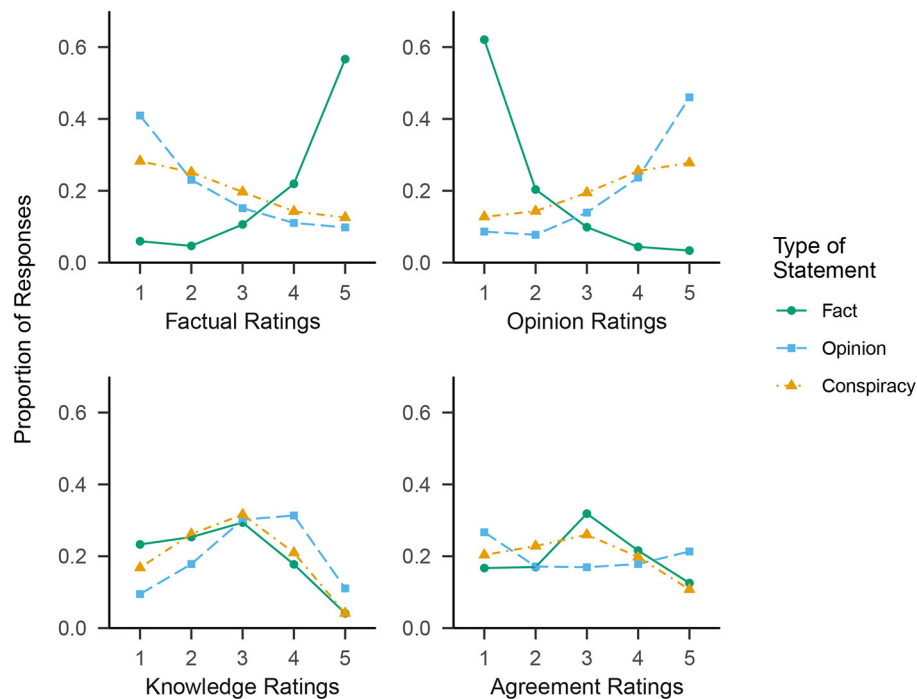 Proportion of Responses
0.6
0.4
0.2
0.0
1 2 3 4 5
Factual Ratings
0.6
0.4
0.2
0.0
1 2 3 4 5
Opinion Ratings
0.6
0.4
0.2
0.0
1 2 3 4 5
Knowledge Ratings
0.6
0.4
0.2
0.0
1 2 3 4 5
Agreement Ratings
Type of
Statement
Fact
Opinion
Conspiracy